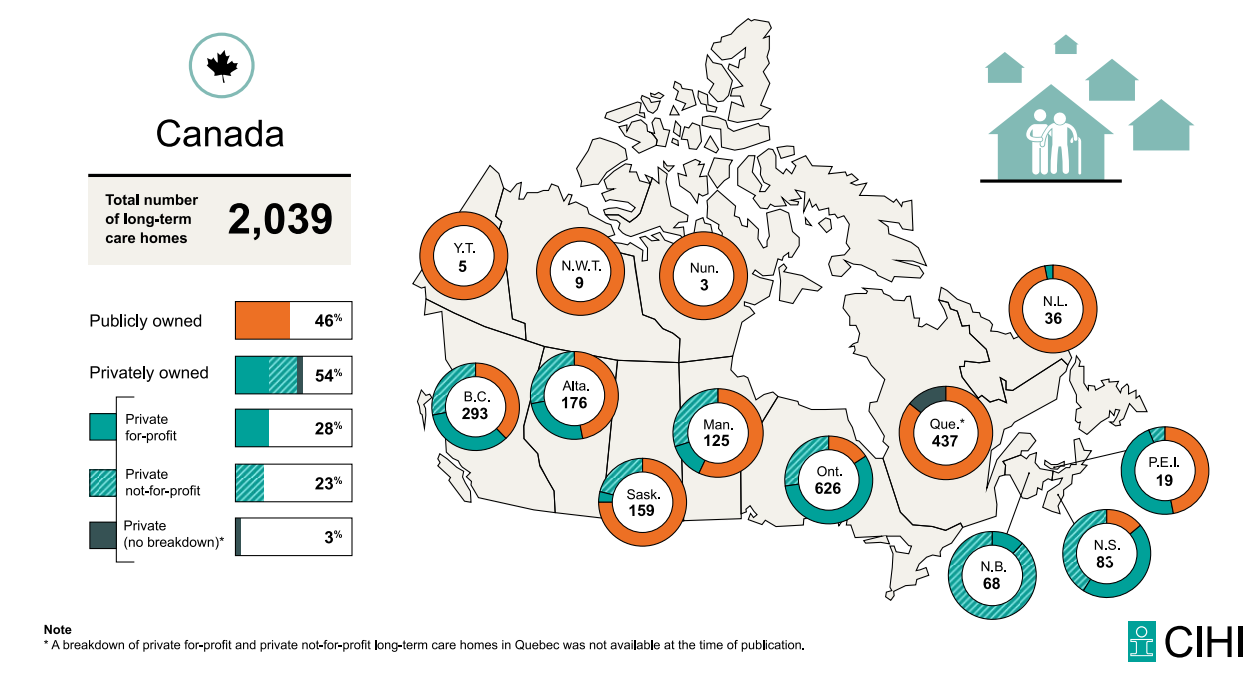 Canada
Total number
of long-term
care homes
2,039
Publicly owned
46%
Privately owned
54%
Private
for-profit
28%
Private
not-for-profit
23%
Private
(no breakdown)*
3%
Y.T.
5
N.W.T.
9
Nun.
3
N.L.
36
B.C.
293
Alta.
176
Man.
125
Que.*
437
Sask.
159
Ont.
626
P.E.I.
19
N.B.
68
N.S.
83
Note
* A breakdown of private for-profit and private not-for-profit long-term care homes in Quebec was not available at the time of publication.
CIHI